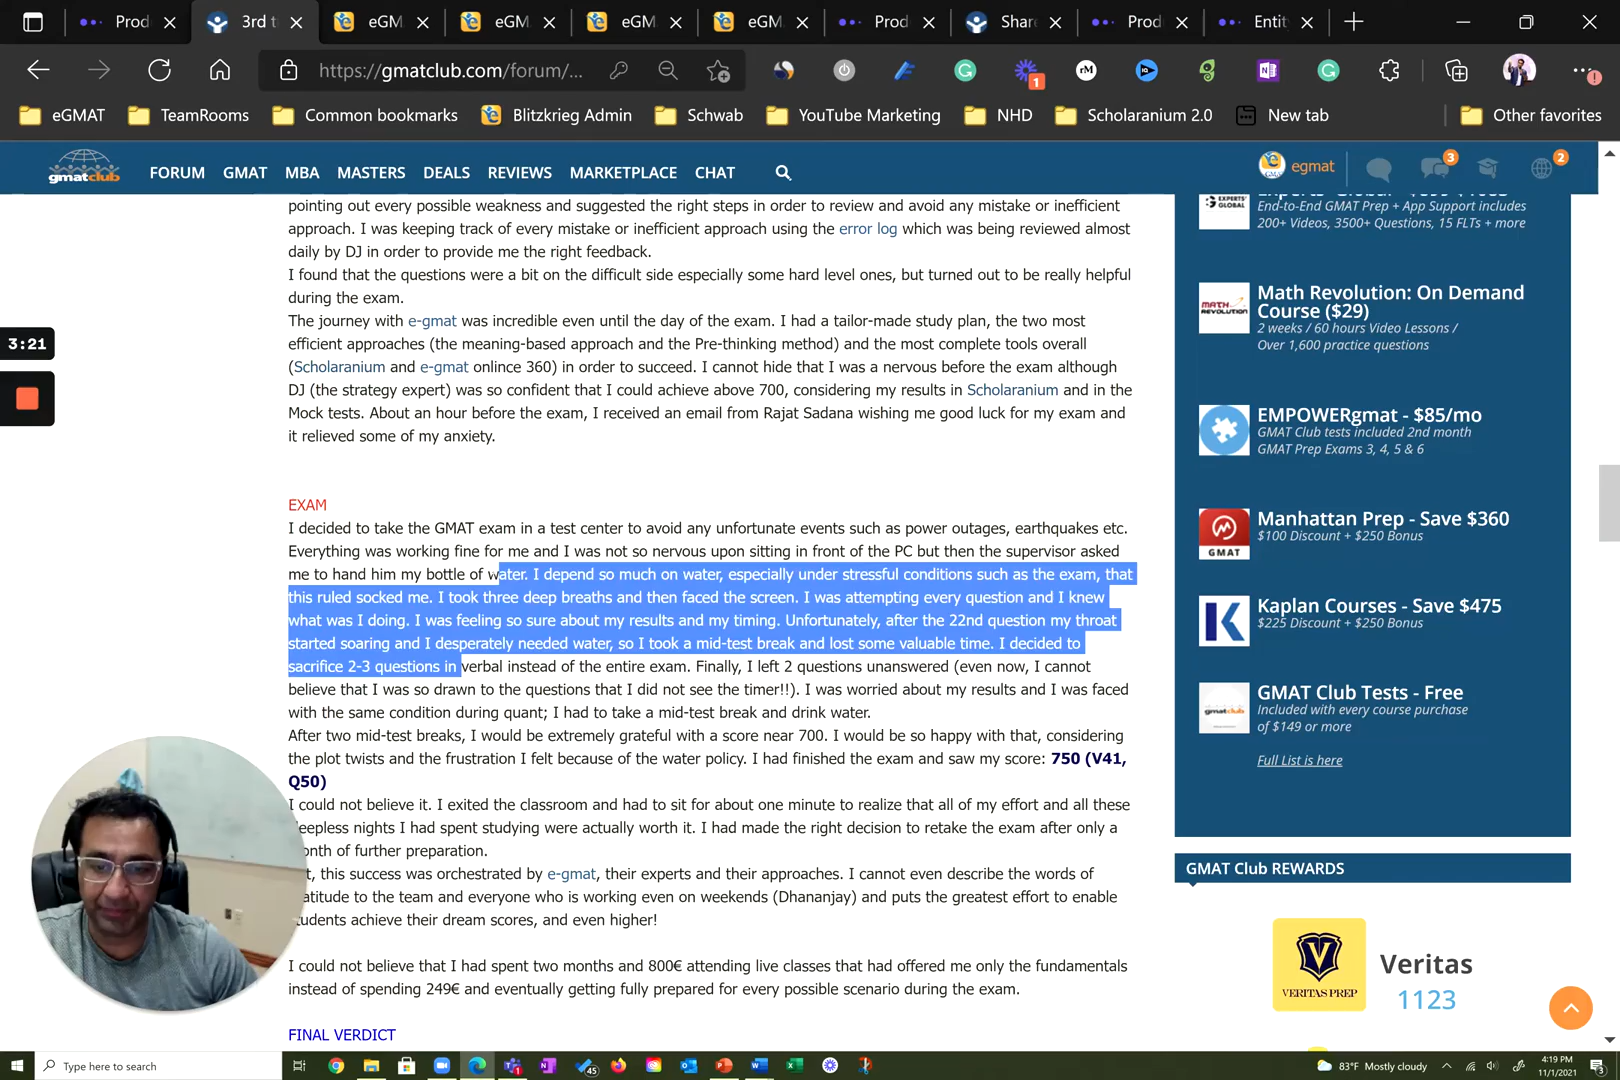 Prod
3rd t
eGM
eGM
eGM
eGM
Prod
Share
Prod
Entit
https://gmatclub.com/forum/...
1
rM
eGMAT
TeamRooms
Common bookmarks
Blitzkrieg Admin
Schwab
YouTube Marketing
NHD
Scholaranium 2.0
New tab
Other favorites
gmatclub
FORUM
GMAT
MBA
MASTERS
DEALS
REVIEWS
MARKETPLACE
CHAT
egmat
3
2
3:21
pointing out every possible weakness and suggested the right steps in order to review and avoid any mistake or inefficient
approach. I was keeping track of every mistake or inefficient approach using the error log which was being reviewed almost
daily by DJ in order to provide me the right feedback.
I found that the questions were a bit on the difficult side especially some hard level ones, but turned out to be really helpful
during the exam.
The journey with e-gmat was incredible even until the day of the exam. I had a tailor-made study plan, the two most
efficient approaches (the meaning-based approach and the Pre-thinking method) and the most complete tools overall
(Scholaranium and e-gmat onlince 360) in order to succeed. I cannot hide that I was a nervous before the exam although
DJ (the strategy expert) was so confident that I could achieve above 700, considering my results in Scholaranium and in the
Mock tests. About an hour before the exam, I received an email from Rajat Sadana wishing me good luck for my exam and
it relieved some of my anxiety.
EXAM
I decided to take the GMAT exam in a test center to avoid any unfortunate events such as power outages, earthquakes etc.
Everything was working fine for me and I was not so nervous upon sitting in front of the PC but then the supervisor asked
me to hand him my bottle of water. I depend so much on water, especially under stressful conditions such as the exam, that
this ruled socked me. I took three deep breaths and then faced the screen. I was attempting every question and I knew
what was I doing. I was feeling so sure about my results and my timing. Unfortunately, after the 22nd question my throat
started soaring and I desperately needed water, so I took a mid-test break and lost some valuable time. I decided to
sacrifice 2-3 questions in verbal instead of the entire exam. Finally, I left 2 questions unanswered (even now, I cannot
believe that I was so drawn to the questions that I did not see the timer!!). I was worried about my results and I was faced
with the same condition during quant; I had to take a mid-test break and drink water.
After two mid-test breaks, I would be extremely grateful with a score near 700. I would be so happy with that, considering
the plot twists and the frustration I felt because of the water policy. I had finished the exam and saw my score: 750 (V41,
Q50)
I could not believe it. I exited the classroom and had to sit for about one minute to realize that all of my effort and all these
leepless nights I had spent studying were actually worth it. I had made the right decision to retake the exam after only a
onth of further preparation.
t, this success was orchestrated by e-gmat, their experts and their approaches. I cannot even describe the words of
atitude to the team and everyone who is working even on weekends (Dhananjay) and puts the greatest effort to enable
tudents achieve their dream scores, and even higher!
I could not believe that I had spent two months and 800€ attending live classes that had offered me only the fundamentals
instead of spending 249€ and eventually getting fully prepared for every possible scenario during the exam.
FINAL VERDICT
EXPERTS'
GLOBAL
End-to-End GMAT Prep + App Support includes
200+ Videos, 3500+ Questions, 15 FLTs + more
MATH
REVOLUTION
Math Revolution: On Demand
Course ($29)
2 weeks / 60 hours Video Lessons /
Over 1,600 practice questions
EMPOWERgmat - $85/mo
GMAT Club tests included 2nd month
GMAT Prep Exams 3, 4, 5 & 6
GMAT
Manhattan Prep - Save $360
$100 Discount + $250 Bonus
Kaplan Courses - Save $475
$225 Discount + $250 Bonus
gmatclub
GMAT Club Tests - Free
Included with every course purchase
of $149 or more
Full List is here
GMAT Club REWARDS
VERITAS PREP
Veritas
1123
Type here to search
45
83°F Mostly cloudy
4:19 PM
11/1/2021
3